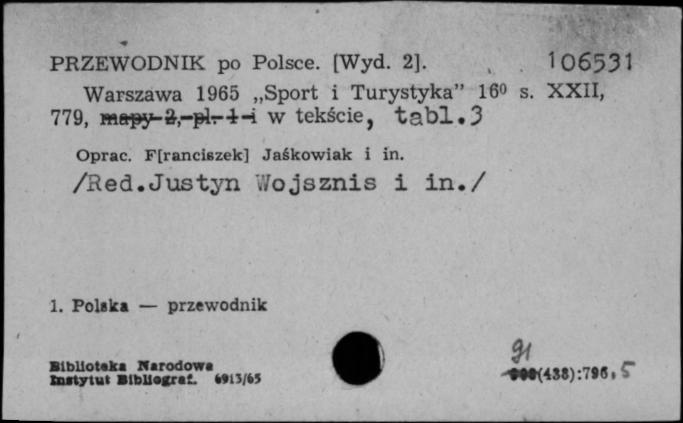 PRZEWODNIK po Polsce. [Wyd. 2]. 106531
Warszawa 1965 „Sport i Turystyka” 16⁰ s. XXII,
779, mapy 2, pl. 1 i w tekście, tabl.3
Oprac. F[ranciszek] Jaśkowiak i in.
/Red.Justyn Wojsznis i in./
1. Polska — przewodnik
91
Biblioteka Narodowa
Instytut Bibliograf. 6915/65
(438):796.5